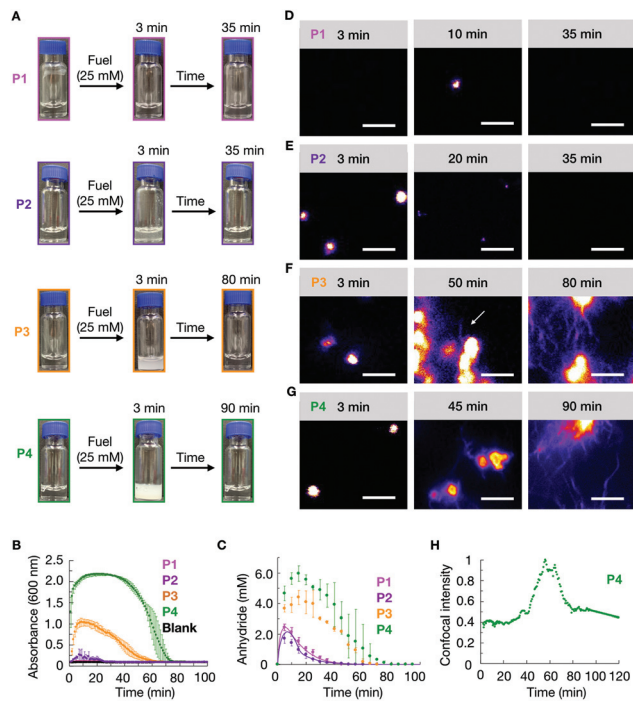 A
3 min 35 min
P1 Fuel (25 mM) Time
3 min 35 min
P2 Fuel (25 mM) Time
3 min 80 min
P3 Fuel (25 mM) Time
3 min 90 min
P4 Fuel (25 mM) Time
D
P1 3 min 10 min 35 min
E
P2 3 min 20 min 35 min
F
P3 3 min 50 min 80 min
G
P4 3 min 45 min 90 min
B
Absorbance (600 nm)
2.5
2.0
1.5
1.0
0.5
0
0 20 40 60 80 100
Time (min)
P1
P2
P3
P4
Blank
C
Anhydride (mM)
6.0
4.0
2.0
0
0 20 40 60 80 100
Time (min)
P1
P2
P3
P4
H
Confocal intensity
1
0.8
0.6
0.4
0.2
0
0 20 40 60 80 100 120
Time (min)
P4